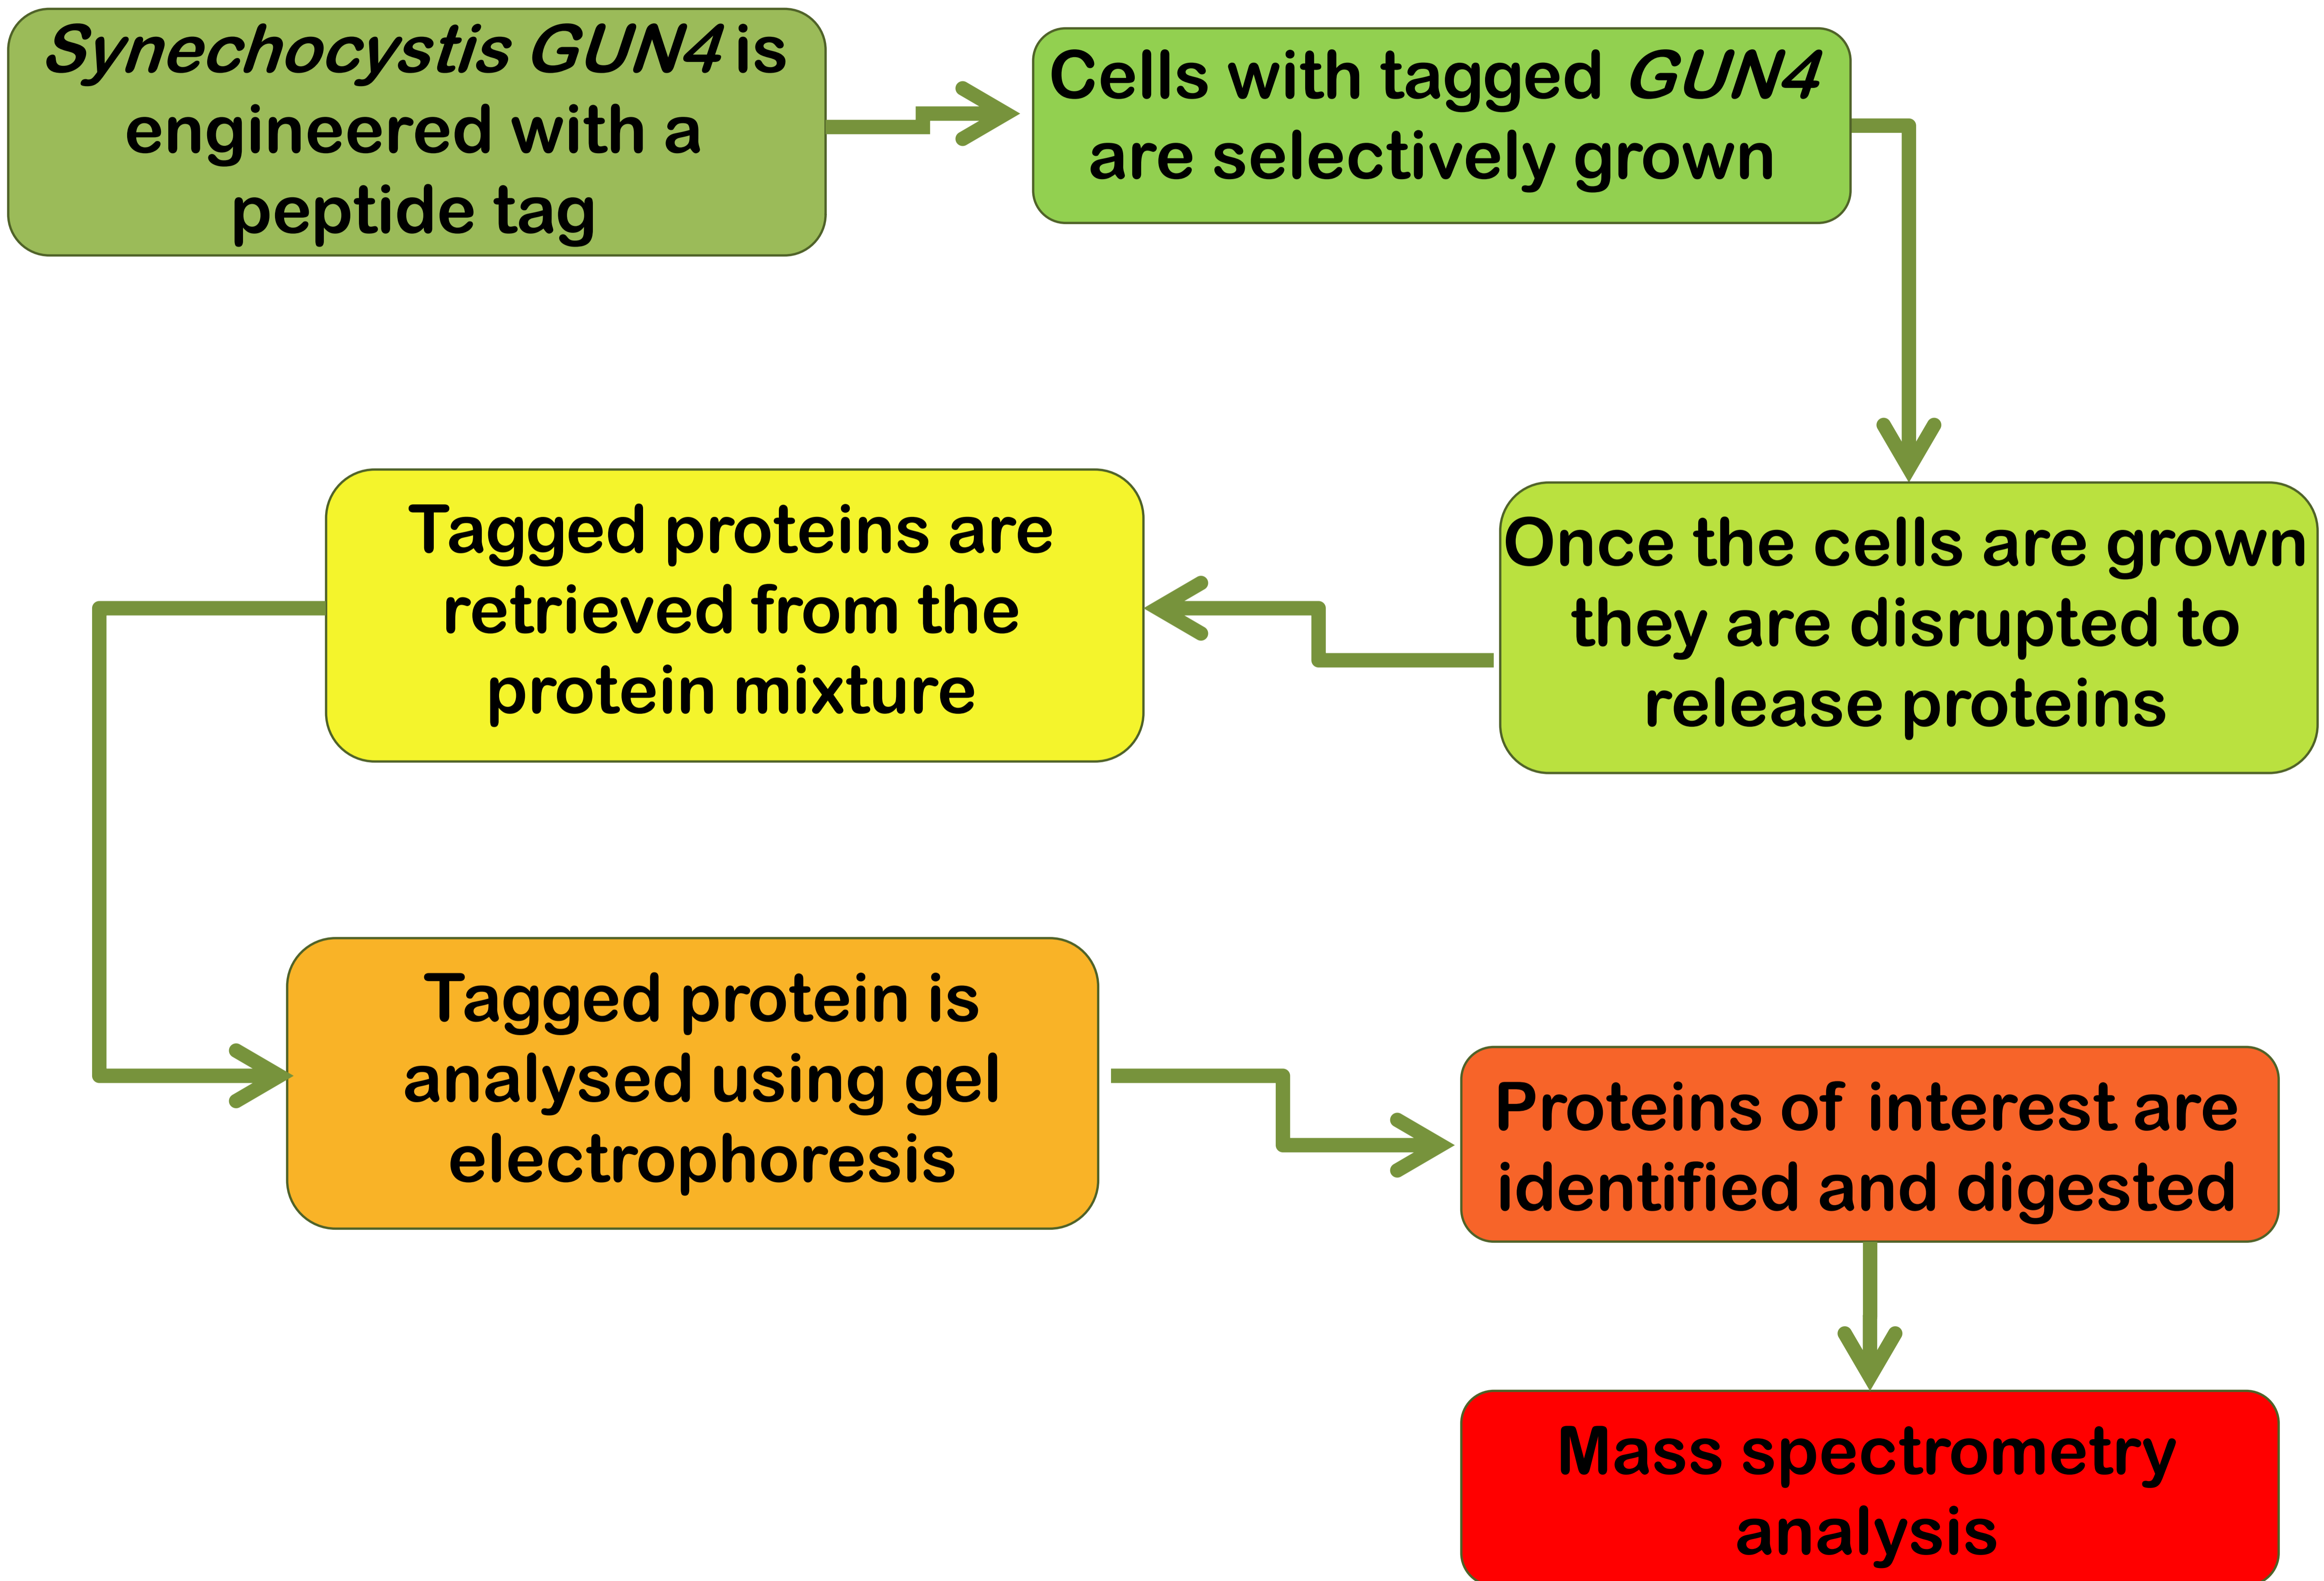 Synechocystis GUN4 is
engineered with a
peptide tag
Cells with tagged GUN4
are selectively grown
Once the cells are grown
they are disrupted to
release proteins
Tagged proteins are
retrieved from the
protein mixture
Tagged protein is
analysed using gel
electrophoresis
Proteins of interest are
identified and digested
Mass spectrometry
analysis